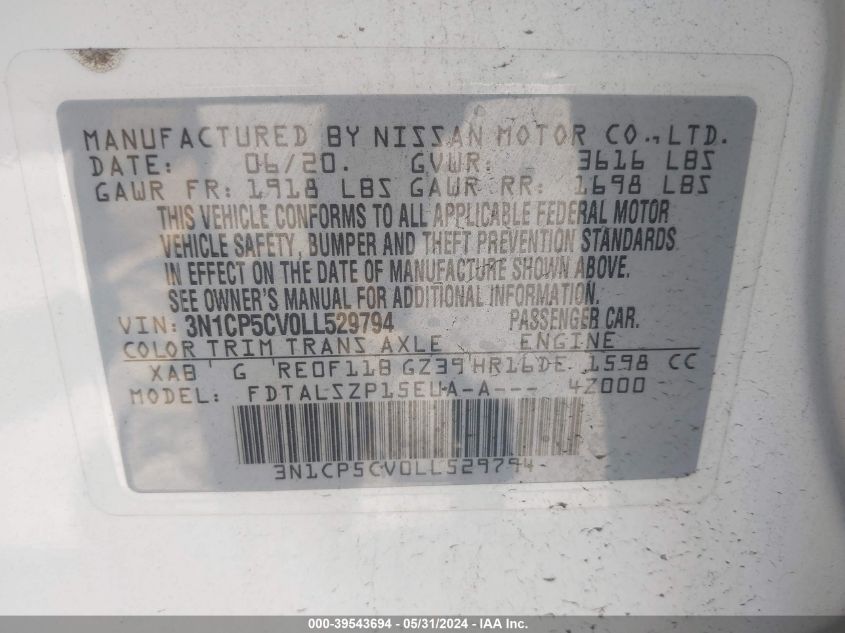 MANUFACTURED BY NISSAN MOTOR CO., LTD.
DATE: 06/20. GVWR: 3616 LBS
GAWR FR: 1918 LBS GAWR RR: 1698 LBS
THIS VEHICLE CONFORMS TO ALL APPLICABLE FEDERAL MOTOR
VEHICLE SAFETY, BUMPER AND THEFT PREVENTION STANDARDS
IN EFFECT ON THE DATE OF MANUFACTURE SHOWN ABOVE.
SEE OWNER'S MANUAL FOR ADDITIONAL INFORMATION.
VIN: 3N1CP5CV0LL529794 PASSENGER CAR.
COLOR TRIM TRANS AXLE ENGINE
XAB G RE0F11B GZ39 HR16DE 1598 CC
MODEL: FDTALSZP15EUA-A--- 4Z000
3N1CP5CV0LL529794
000-39543694 - 05/31/2024 - IAA Inc.